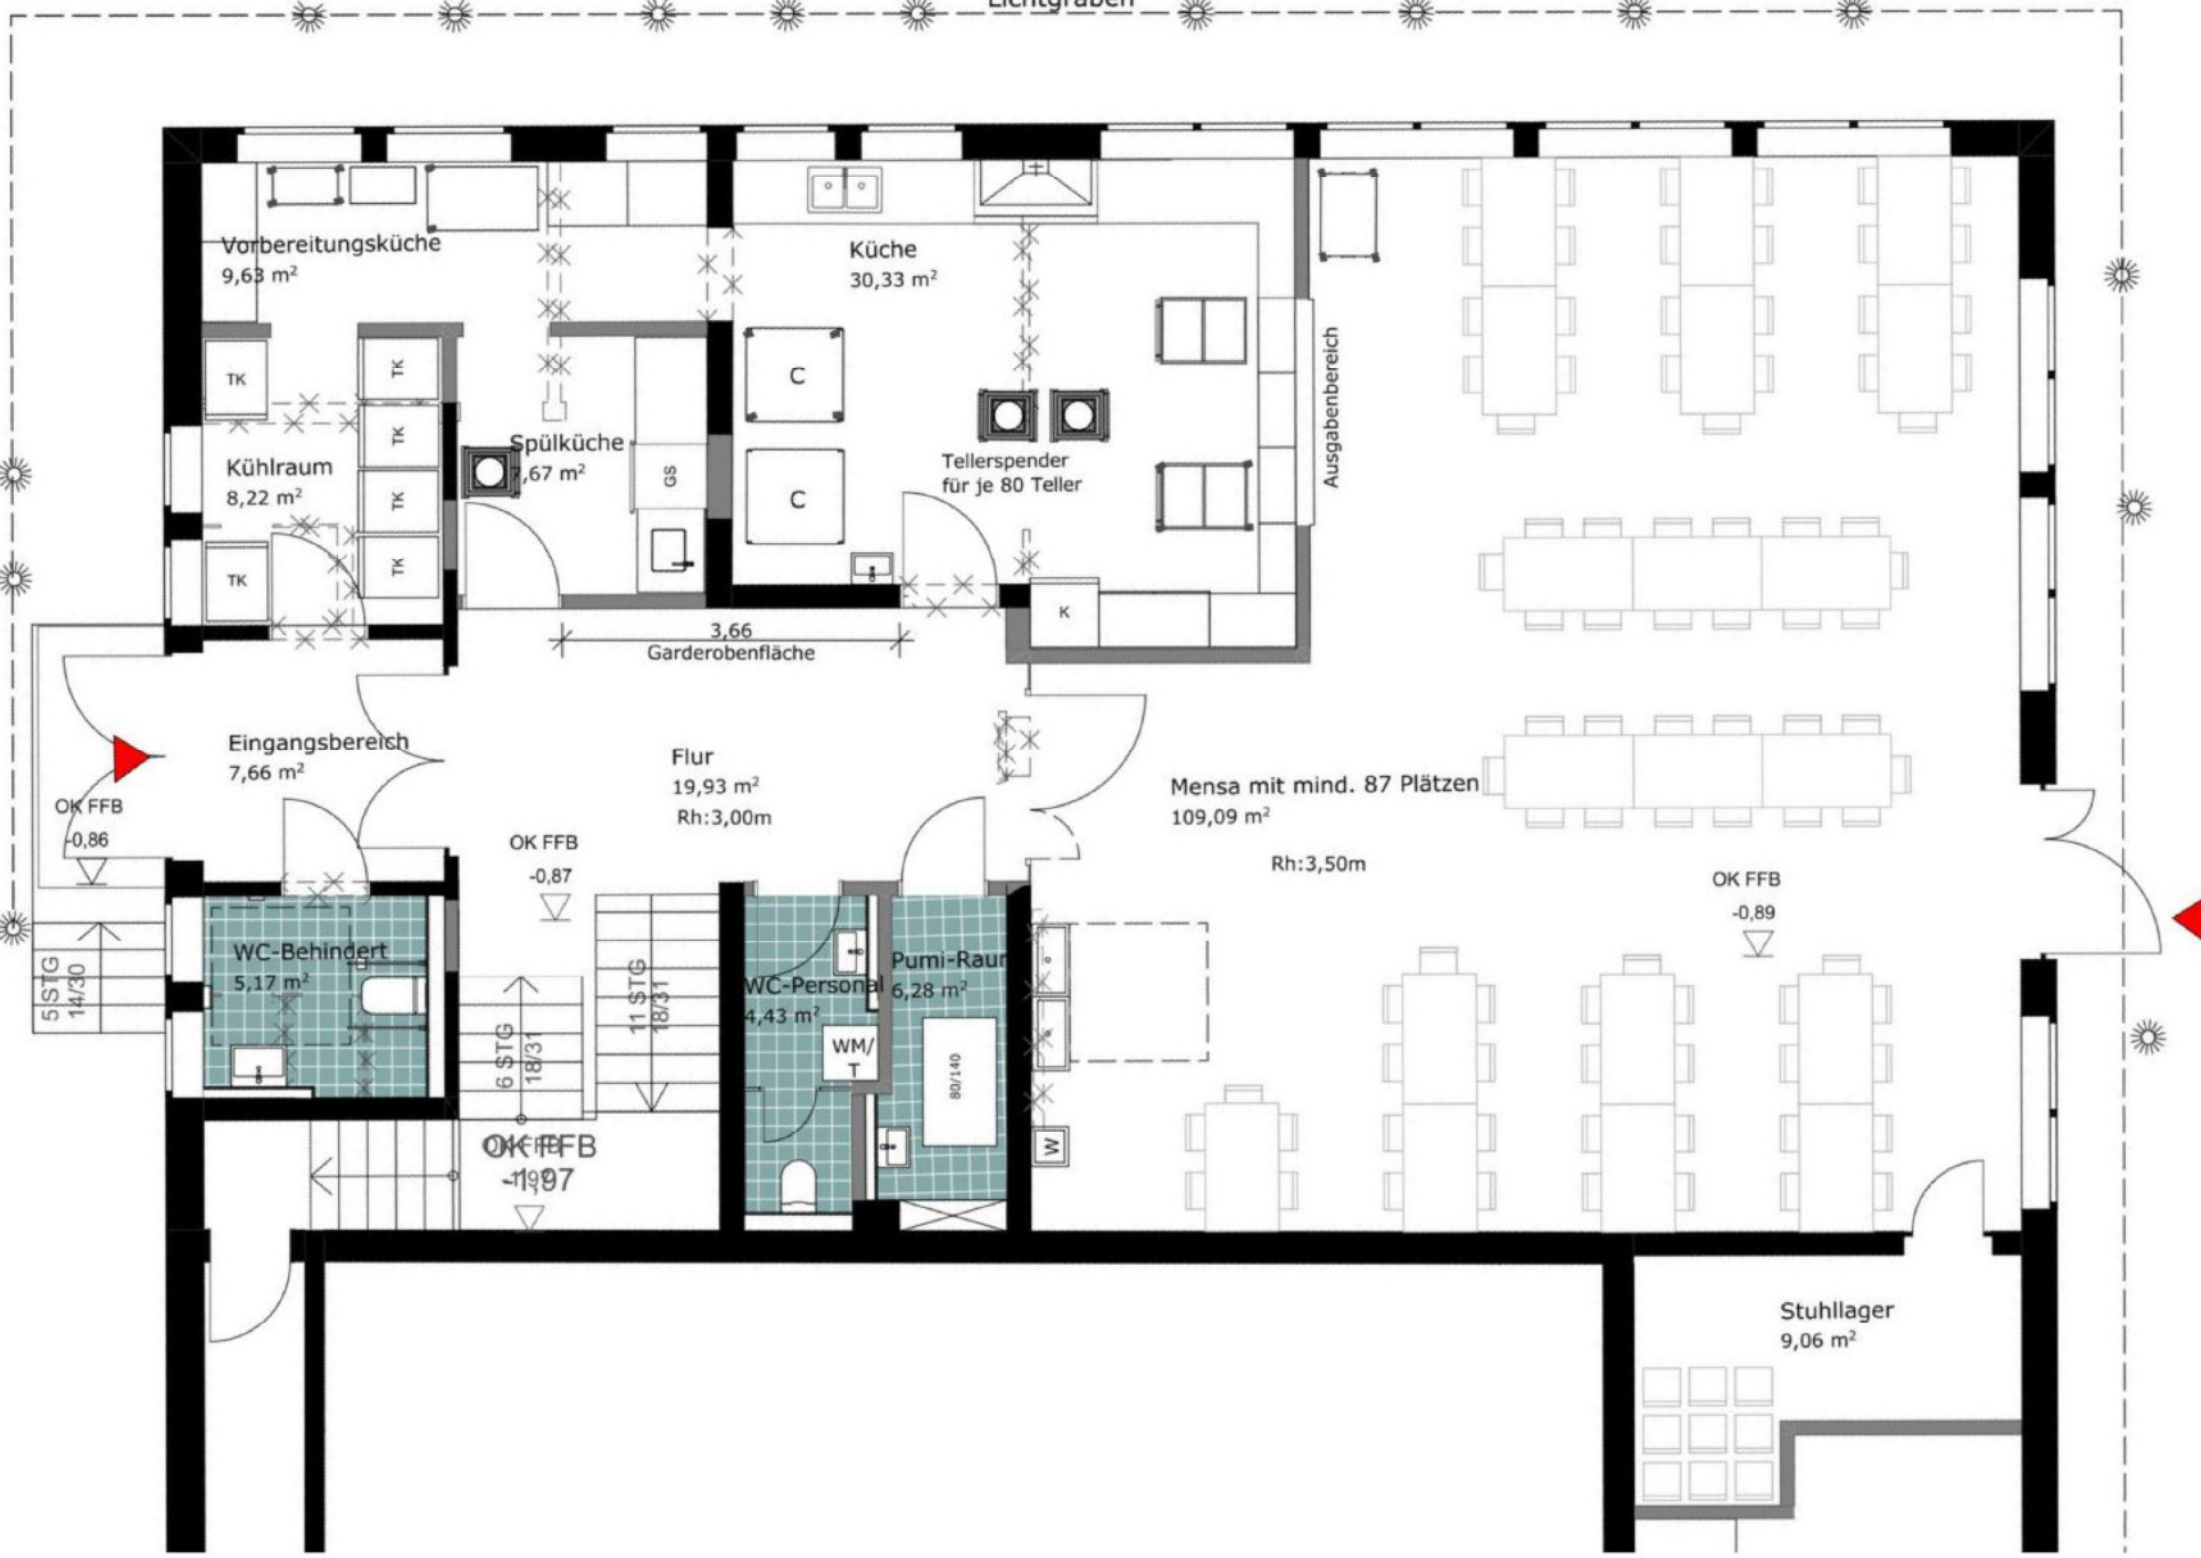 Lichtgraben
Vorbereitungsküche
9,63 m²
Küche
30,33 m²
TK
TK
TK
TK
TK
TK
Kühlraum
8,22 m²
Spülküche
,67 m²
GS
C
C
Tellerspender
für je 80 Teller
Ausgabenbereich
K
3,66
Garderobenfläche
Eingangsbereich
7,66 m²
OK FFB
-0,86
Flur
19,93 m²
Rh:3,00m
OK FFB
-0,87
Mensa mit mind. 87 Plätzen
109,09 m²
Rh:3,50m
OK FFB
-0,89
5 STG
14/30
WC-Behindert
5,17 m²
6 STG
18/31
11 STG
18/31
WC-Personal
4,43 m²
WM/
T
Pumi-Raum
6,28 m²
80/140
W
OK FFB
-1,97
Stuhllager
9,06 m²